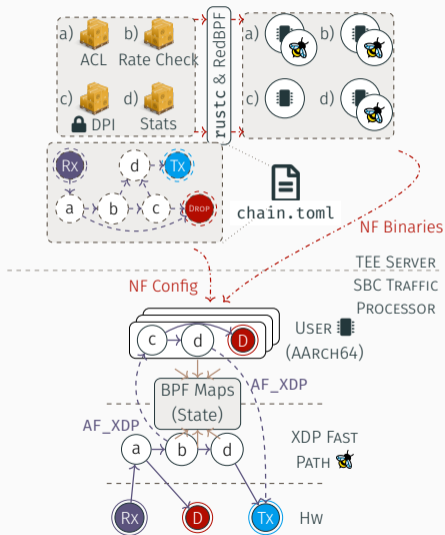 a)
ACL
b)
Rate Check
c)
DPI
d)
Stats
rustc & RedBPF
a)
b)
c)
d)
Rx
d
Tx
a
b
c
Drop
chain.toml
NF Binaries
TEE Server
NF Config
SBC Traffic
Processor
c
d
D
User
(AArch64)
BPF Maps
(State)
AF_XDP
AF_XDP
a
b
d
XDP Fast
Path
Rx
D
Tx
Hw